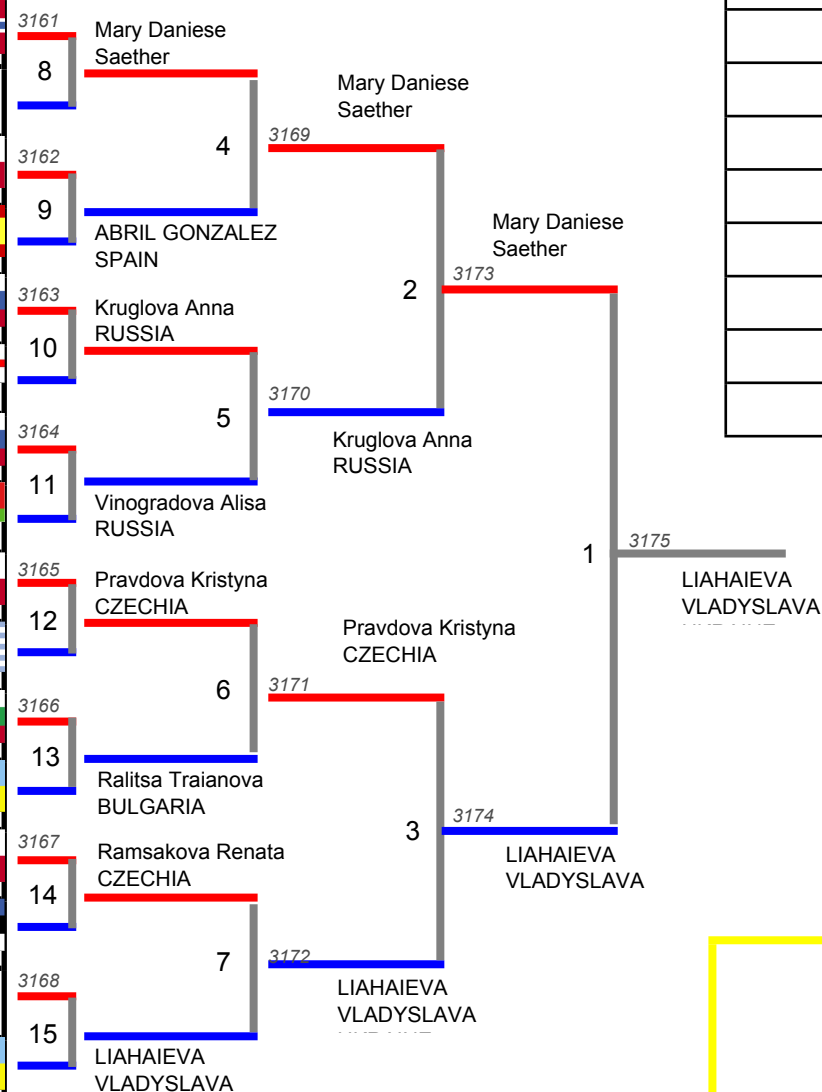 3161
Mary Daniese
Saether
8
Mary Daniese
Saether
4
3169
3162
9
ABRIL GONZALEZ
SPAIN
Mary Daniese
Saether
3173
2
3163
Kruglova Anna
RUSSIA
10
5
3170
Kruglova Anna
RUSSIA
3164
11
Vinogradova Alisa
RUSSIA
1
3175
LIAHAIEVA
VLADYSLAVA
3165
Pravdova Kristyna
CZECHIA
12
Pravdova Kristyna
CZECHIA
6
3171
3166
13
Ralitsa Traianova
BULGARIA
3
3174
LIAHAIEVA
VLADYSLAVA
3167
Ramsakova Renata
CZECHIA
14
7
3172
LIAHAIEVA
VLADYSLAVA
3168
15
LIAHAIEVA
VLADYSLAVA